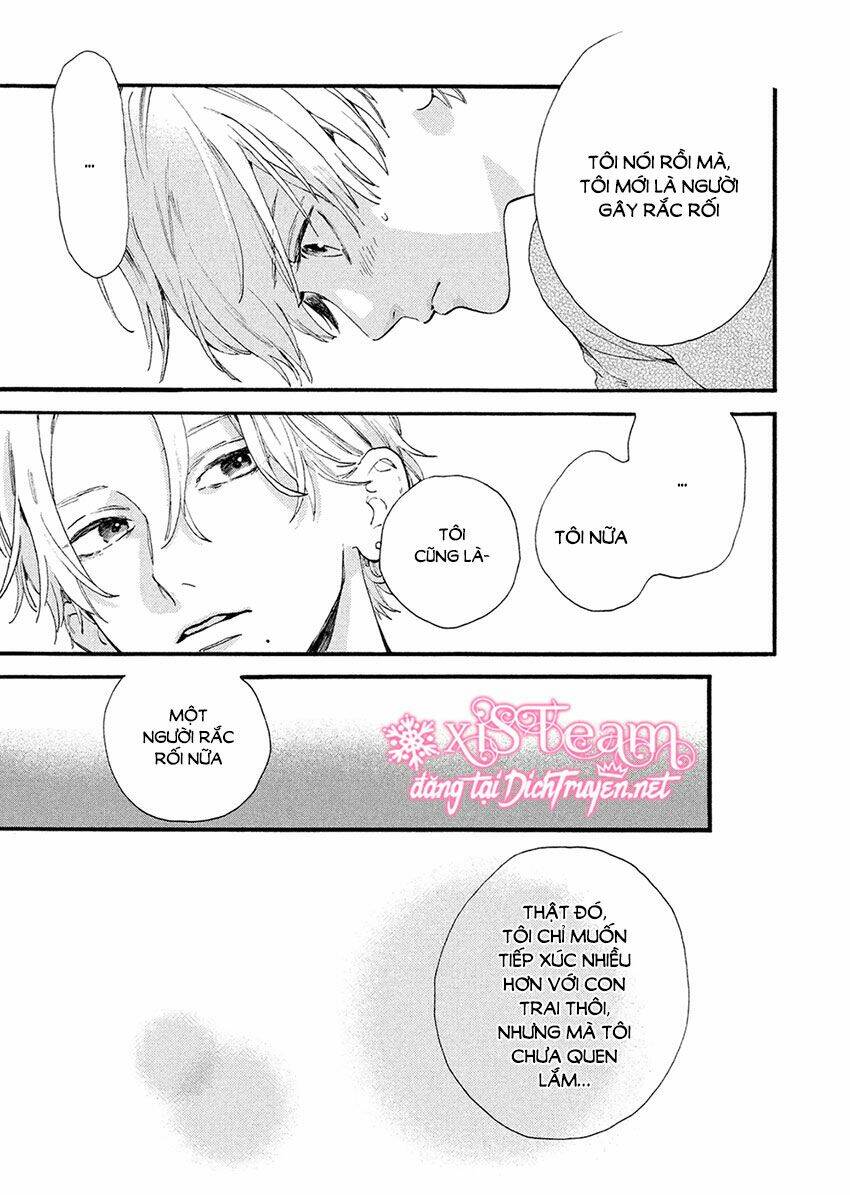 TÔI NÓI RỒI MÀ,
TÔI MỚI LÀ NGƯỜI
GÂY RẮC RỐI
...
...
TÔI NỮA
TÔI
CŨNG LÀ-
MỘT
NGƯỜI RẮC
RỐI NỮA
xiSTeam
đăng tại DichTruyen.net
THẬT ĐÓ,
TÔI CHỈ MUỐN
TIẾP XÚC NHIỀU
HƠN VỚI CON
TRAI THÔI,
NHƯNG MÀ TÔI
CHƯA QUEN
LẮM...